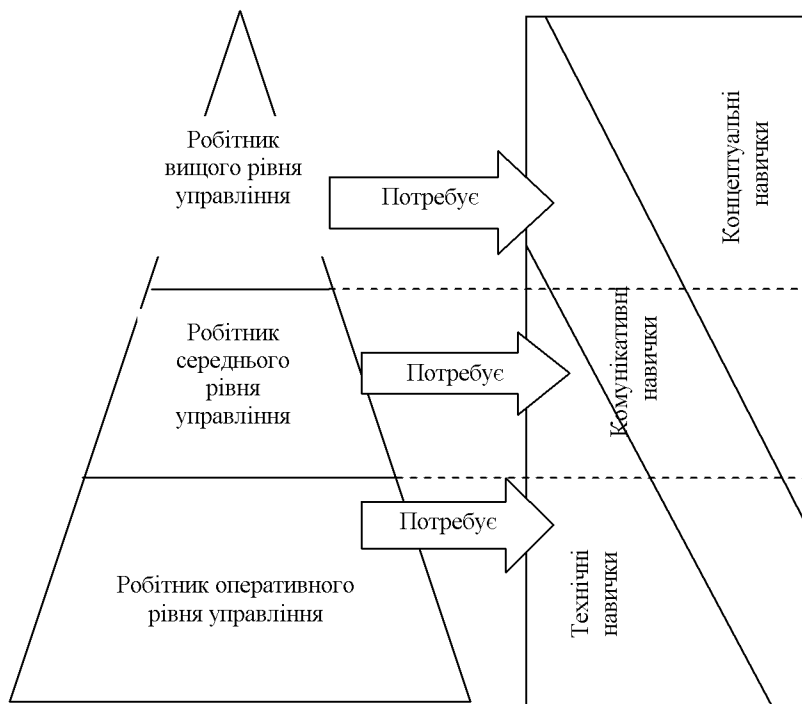 Робітник
вищого рівня
управління
Потребує
Концептуальні
навички
Робітник
середнього
рівня
управління
Потребує
Комунікативні
навички
Робітник оперативного
рівня управління
Потребує
Технічні
навички